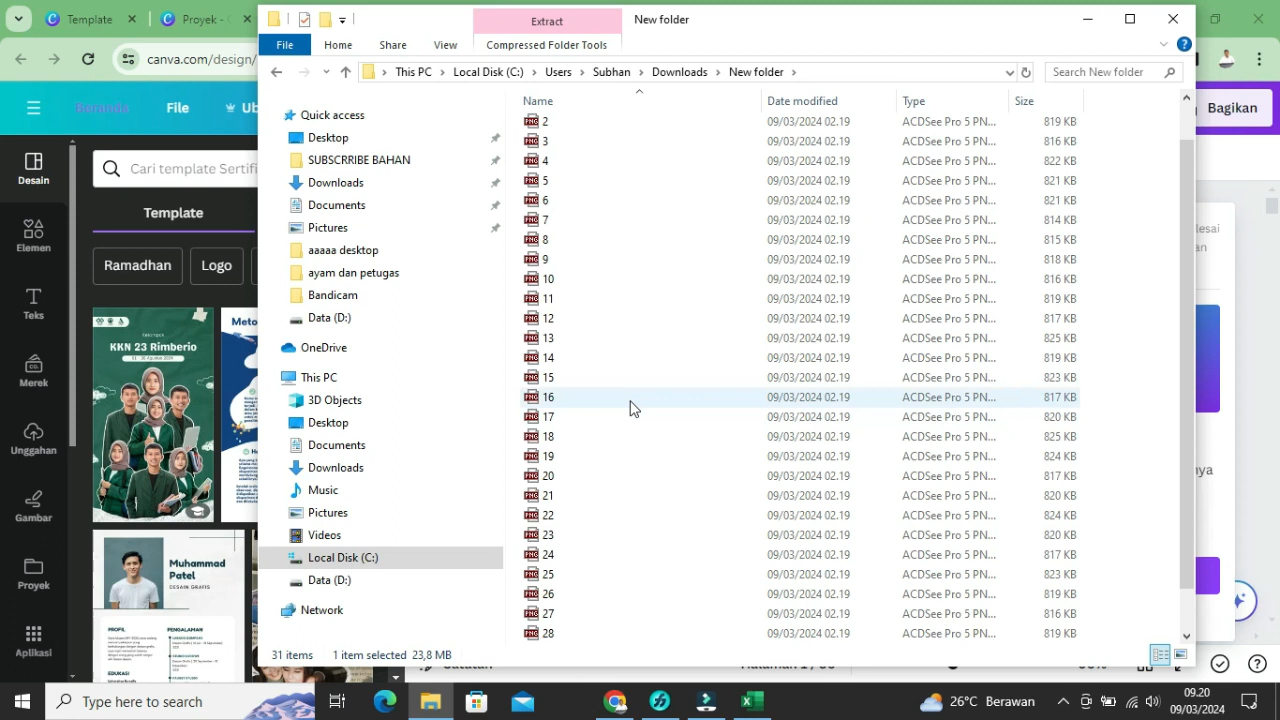 Template
Proyek -
canva.com/design/
Beranda
File
Ub
Bagikan
Desain
Elemen
Teks
Merek
Unggahan
Gambar
Proyek
Aplikasi
Cari template Sertifi
Template
Ramadhan
Logo
KKN 23 Rimberio
Muhammad
Patel
DESAIN GRAFIS
PROFIL
EDUKASI
Extract
New folder
File
Home
Share
View
Compressed Folder Tools
This PC > Local Disk (C:) > Users > Subhan > Downloads > New folder >
Search New folder
Quick access
Desktop
SUBSCRRIBE BAHAN
Downloads
Documents
Pictures
aaaaa desktop
ayam dan petugas
Bandicam
Data (D:)
OneDrive
This PC
3D Objects
Desktop
Documents
Downloads
Music
Pictures
Videos
Local Disk (C:)
Data (D:)
Network
Name Date modified Type Size
2 09/03/2024 02.19 ACDSee Pro 5 PN... 819 KB
3 09/03/2024 02.19 ACDSee Pro 5 PN... 816 KB
4 09/03/2024 02.19 ACDSee Pro 5 PN... 822 KB
5 09/03/2024 02.19 ACDSee Pro 5 PN... 821 KB
6 09/03/2024 02.19 ACDSee Pro 5 PN... 821 KB
7 09/03/2024 02.19 ACDSee Pro 5 PN... 814 KB
8 09/03/2024 02.19 ACDSee Pro 5 PN... 815 KB
9 09/03/2024 02.19 ACDSee Pro 5 PN... 818 KB
10 09/03/2024 02.19 ACDSee Pro 5 PN... 816 KB
11 09/03/2024 02.19 ACDSee Pro 5 PN... 819 KB
12 09/03/2024 02.19 ACDSee Pro 5 PN... 817 KB
13 09/03/2024 02.19 ACDSee Pro 5 PN... 825 KB
14 09/03/2024 02.19 ACDSee Pro 5 PN... 819 KB
15 09/03/2024 02.19 ACDSee Pro 5 PN... 823 KB
16 09/03/2024 02.19 ACDSee Pro 5 PN... 817 KB
17 09/03/2024 02.19 ACDSee Pro 5 PN... 820 KB
18 09/03/2024 02.19 ACDSee Pro 5 PN... 825 KB
19 09/03/2024 02.19 ACDSee Pro 5 PN... 824 KB
20 09/03/2024 02.19 ACDSee Pro 5 PN... 817 KB
21 09/03/2024 02.19 ACDSee Pro 5 PN... 820 KB
22 09/03/2024 02.19 ACDSee Pro 5 PN... 824 KB
23 09/03/2024 02.19 ACDSee Pro 5 PN... 820 KB
24 09/03/2024 02.19 ACDSee Pro 5 PN... 817 KB
25 09/03/2024 02.19 ACDSee Pro 5 PN... 823 KB
26 09/03/2024 02.19 ACDSee Pro 5 PN... 819 KB
27 09/03/2024 02.19 ACDSee Pro 5 PN... 816 KB
28 09/03/2024 02.19 ACDSee Pro 5 PN... 819 KB
31 items 1 item selected 23,8 MB
Type here to search
26°C Berawan
09.20
09/03/2024